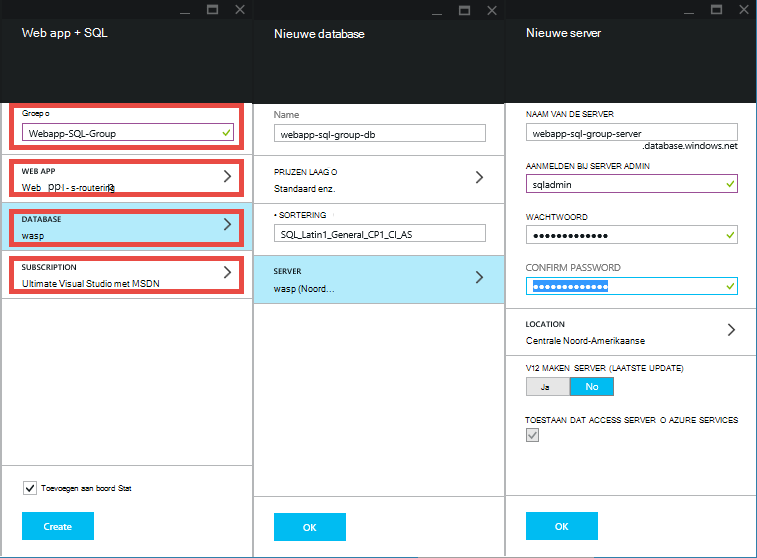 Web app + SQL
Groep o
Webapp-SQL-Group
WEB APP
Web ppl - s-routering
DATABASE
wasp
SUBSCRIPTION
Ultimate Visual Studio met MSDN
Toevoegen aan boord Stat
Create
Nieuwe database
Name
webapp-sql-group-db
PRIJZEN LAAG O
Standaard enz.
• SORTERING
SQL_Latin1_General_CP1_CI_AS
SERVER
wasp (Noord...
OK
Nieuwe server
NAAM VAN DE SERVER
webapp-sql-group-server
.database.windows.net
AANMELDEN BIJ SERVER ADMIN
sqladmin
WACHTWOORD
•••••••••••••
CONFIRM PASSWORD
•••••••••••••
LOCATION
Centrale Noord-Amerikaanse
V12 MAKEN SERVER (LAATSTE UPDATE)
Ja No
TOESTAAN DAT ACCESS SERVER O AZURE SERVICES
OK